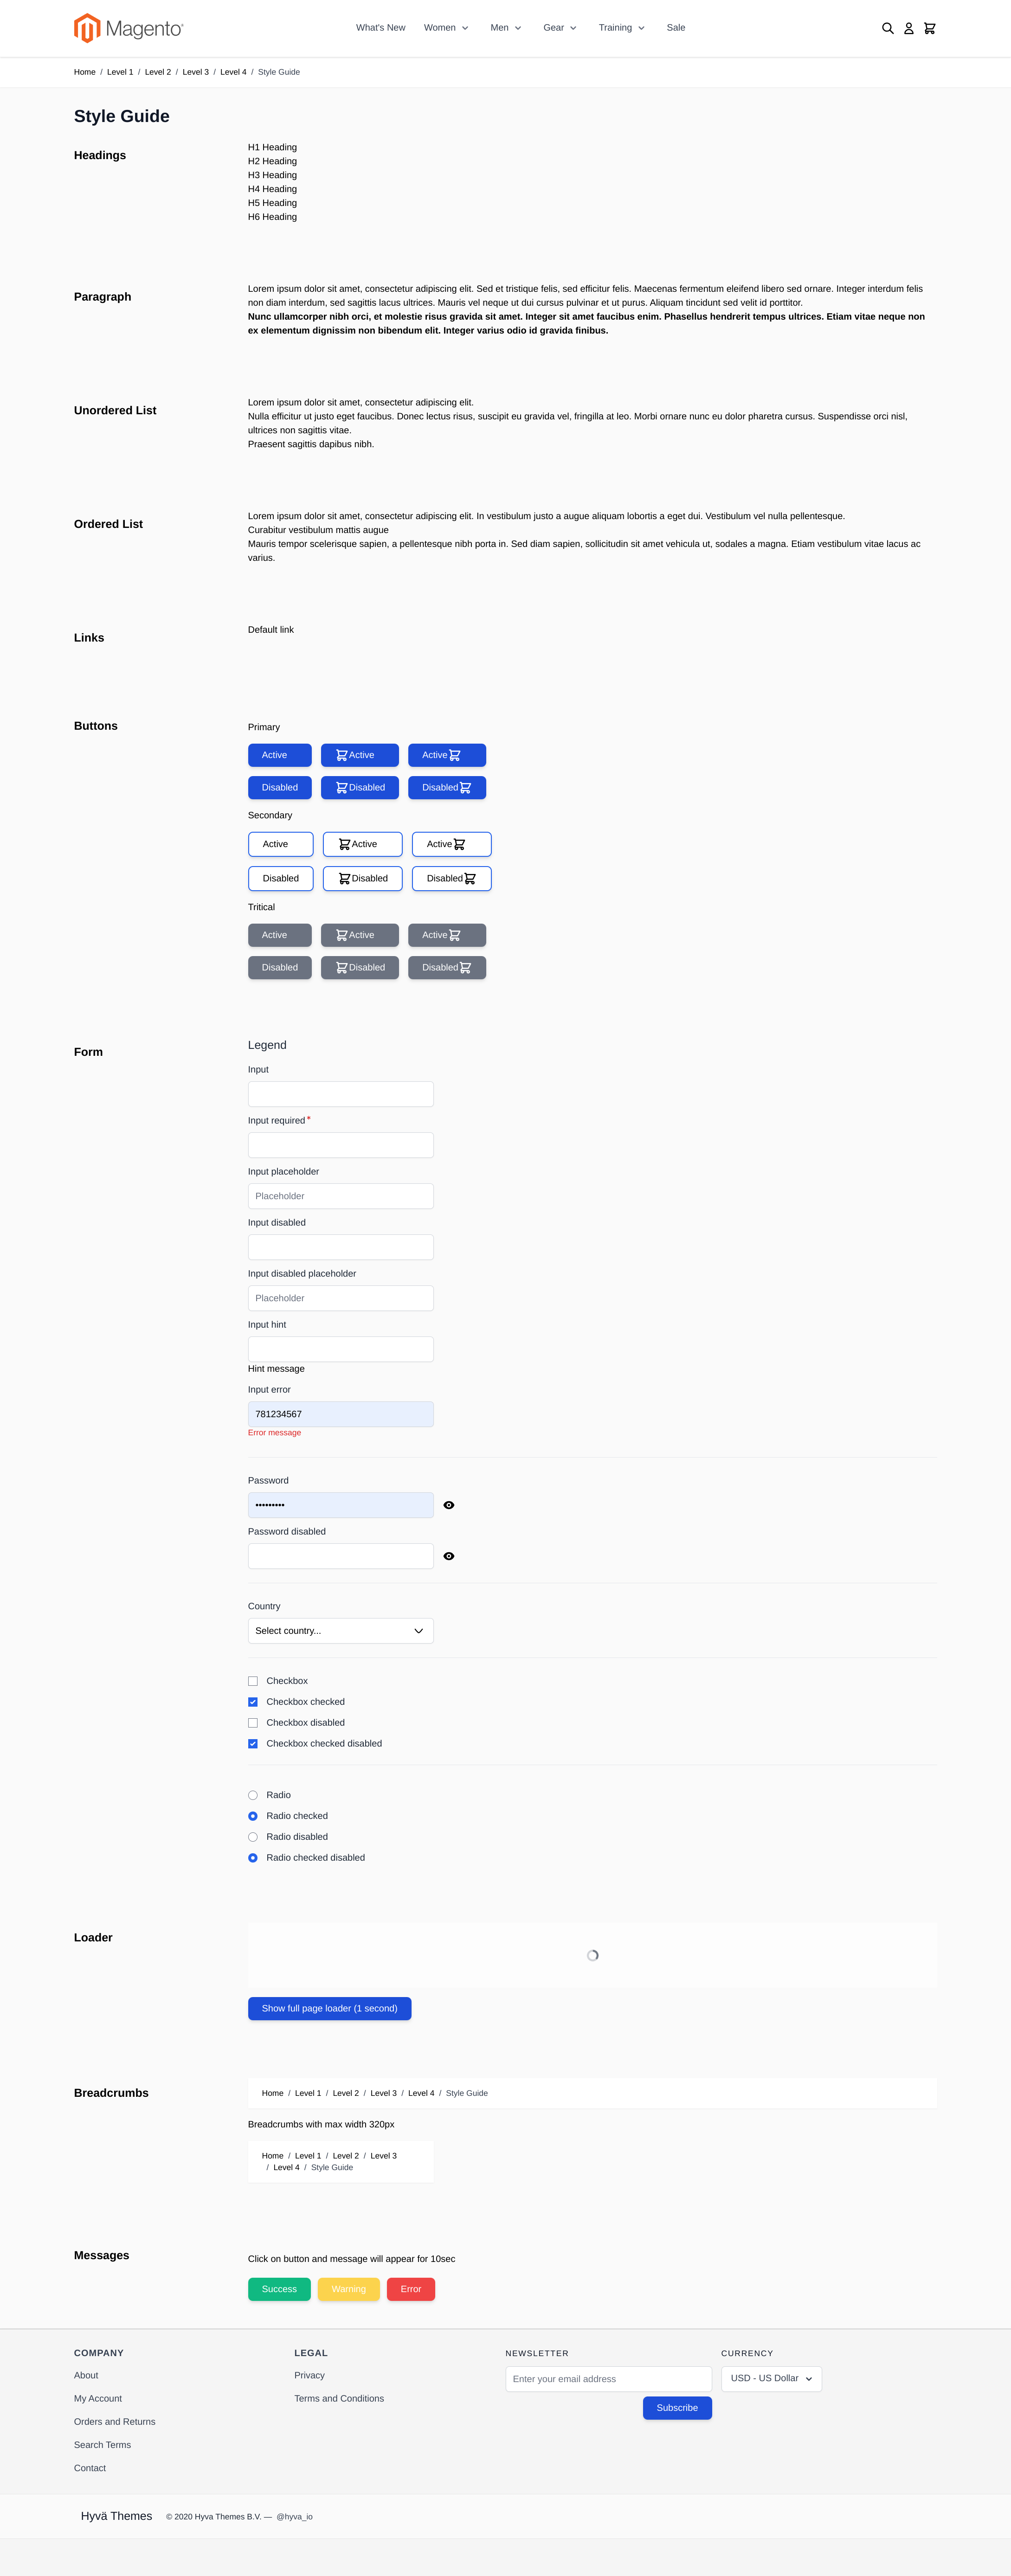 Magento®
What's New Women Men Gear Training Sale
Home / Level 1 / Level 2 / Level 3 / Level 4 / Style Guide
Style Guide
Headings
H1 Heading
H2 Heading
H3 Heading
H4 Heading
H5 Heading
H6 Heading
Paragraph
Lorem ipsum dolor sit amet, consectetur adipiscing elit. Sed et tristique felis, sed efficitur felis. Maecenas fermentum eleifend libero sed ornare. Integer interdum felis
non diam interdum, sed sagittis lacus ultrices. Mauris vel neque ut dui cursus pulvinar et ut purus. Aliquam tincidunt sed velit id porttitor.
Nunc ullamcorper nibh orci, et molestie risus gravida sit amet. Integer sit amet faucibus enim. Phasellus hendrerit tempus ultrices. Etiam vitae neque non
ex elementum dignissim non bibendum elit. Integer varius odio id gravida finibus.
Unordered List
Lorem ipsum dolor sit amet, consectetur adipiscing elit.
Nulla efficitur ut justo eget faucibus. Donec lectus risus, suscipit eu gravida vel, fringilla at leo. Morbi ornare nunc eu dolor pharetra cursus. Suspendisse orci nisl,
ultrices non sagittis vitae.
Praesent sagittis dapibus nibh.
Ordered List
Lorem ipsum dolor sit amet, consectetur adipiscing elit. In vestibulum justo a augue aliquam lobortis a eget dui. Vestibulum vel nulla pellentesque.
Curabitur vestibulum mattis augue
Mauris tempor scelerisque sapien, a pellentesque nibh porta in. Sed diam sapien, sollicitudin sit amet vehicula ut, sodales a magna. Etiam vestibulum vitae lacus ac
varius.
Links
Default link
Buttons
Primary
Active Active Active
Disabled Disabled Disabled
Secondary
Active Active Active
Disabled Disabled Disabled
Tritical
Active Active Active
Disabled Disabled Disabled
Form
Legend
Input
Input required *
Input placeholder
Placeholder
Input disabled
Input disabled placeholder
Placeholder
Input hint
Hint message
Input error
781234567
Error message
Password
•••••••••
Password disabled
Country
Select country...
Checkbox
Checkbox checked
Checkbox disabled
Checkbox checked disabled
Radio
Radio checked
Radio disabled
Radio checked disabled
Loader
Show full page loader (1 second)
Breadcrumbs
Home / Level 1 / Level 2 / Level 3 / Level 4 / Style Guide
Breadcrumbs with max width 320px
Home / Level 1 / Level 2 / Level 3
/ Level 4 / Style Guide
Messages
Click on button and message will appear for 10sec
Success Warning Error
COMPANY
About
My Account
Orders and Returns
Search Terms
Contact
LEGAL
Privacy
Terms and Conditions
NEWSLETTER
Enter your email address
Subscribe
CURRENCY
USD - US Dollar
Hyvä Themes © 2020 Hyva Themes B.V. — @hyva_io